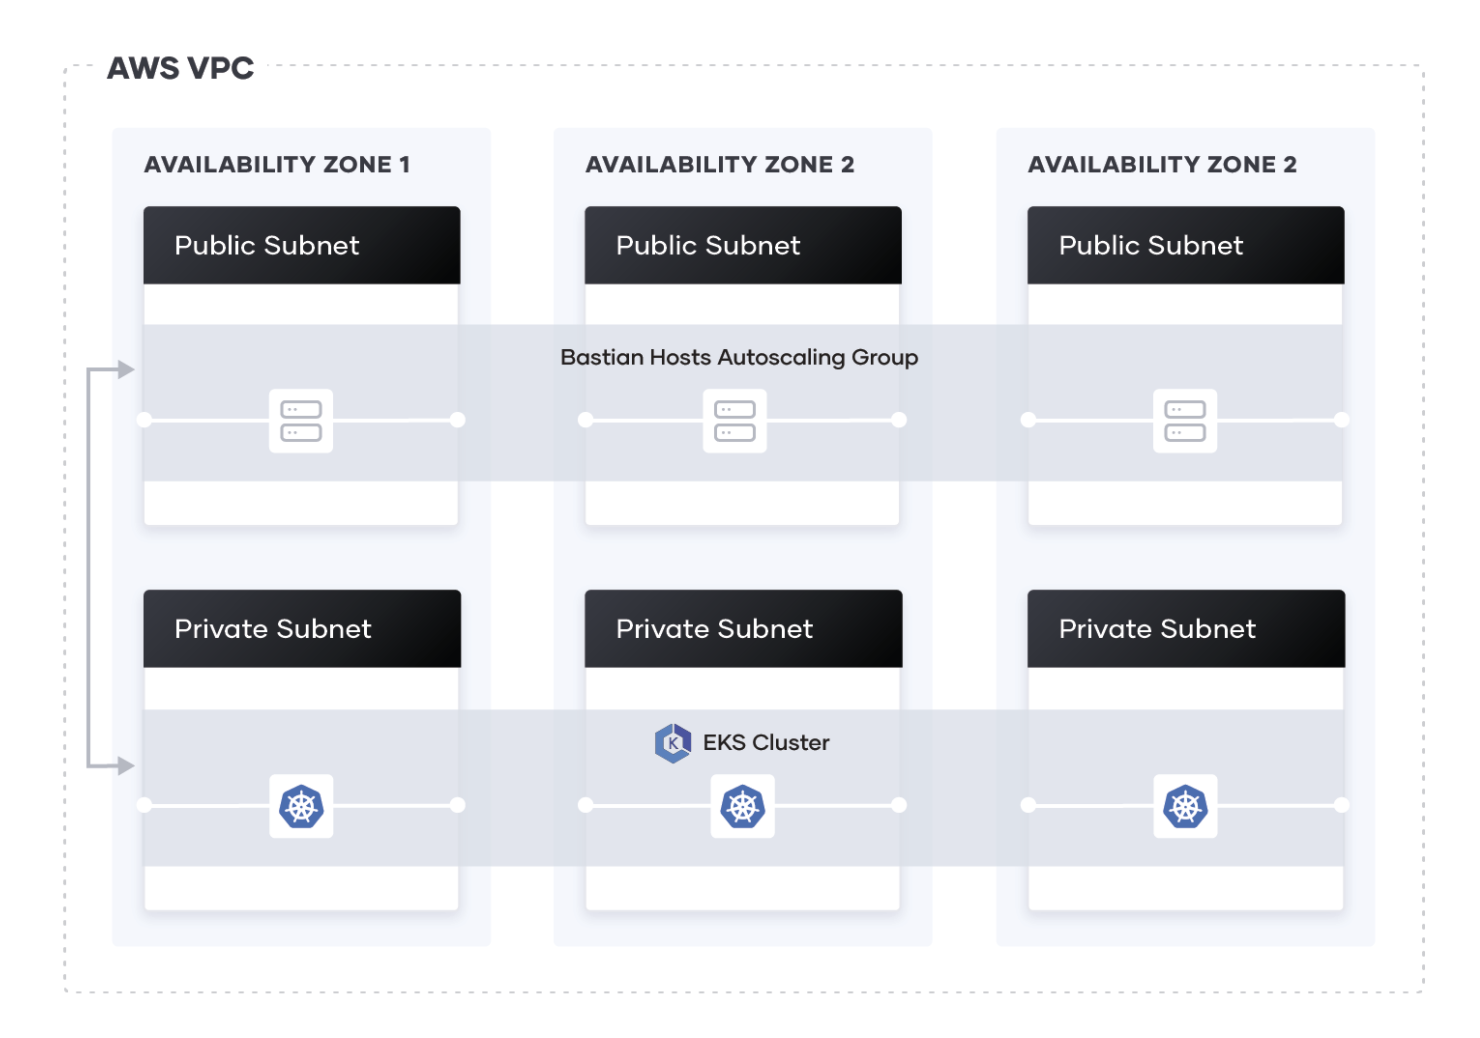 AWS VPC
AVAILABILITY ZONE 1
AVAILABILITY ZONE 2
AVAILABILITY ZONE 2
Public Subnet
Public Subnet
Public Subnet
Bastian Hosts Autoscaling Group
Private Subnet
Private Subnet
Private Subnet
K
EKS Cluster